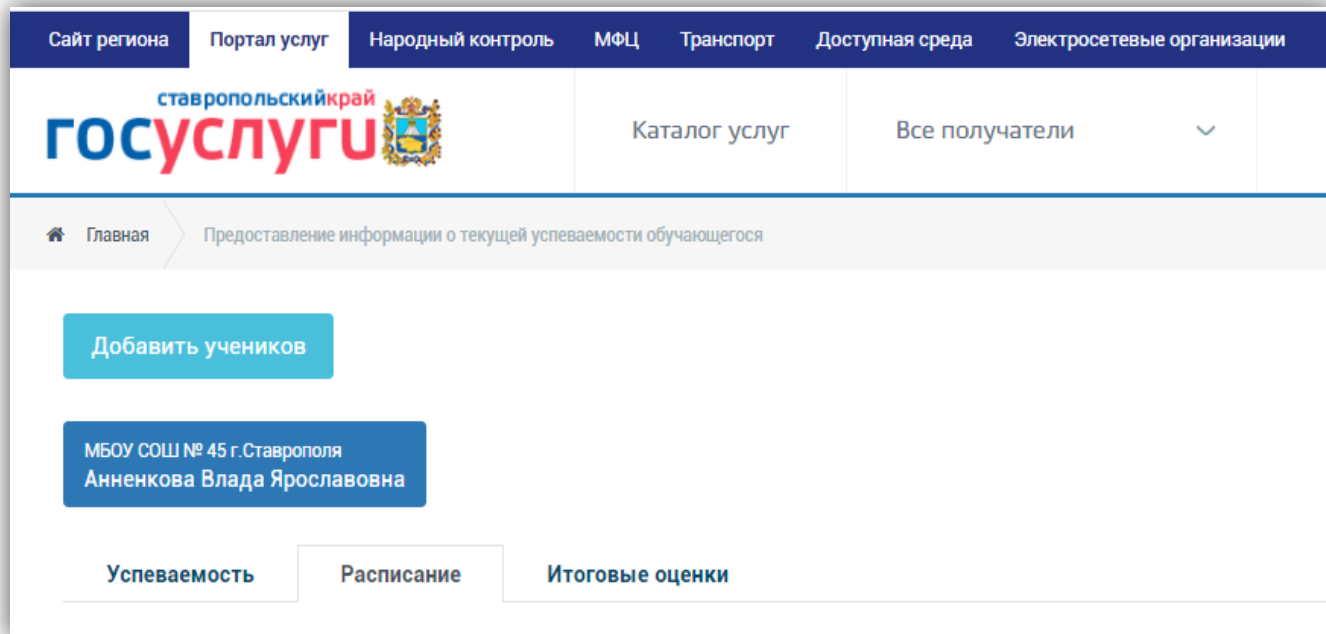 Сайт региона Портал услуг Народный контроль МФЦ Транспорт Доступная среда Электросетевые организации
ставропольскийкрай
госуслуги
Каталог услуг Все получатели
Главная Предоставление информации о текущей успеваемости обучающегося
Добавить учеников
МБОУ СОШ № 45 г.Ставрополя
Анненкова Влада Ярославовна
Успеваемость Расписание Итоговые оценки